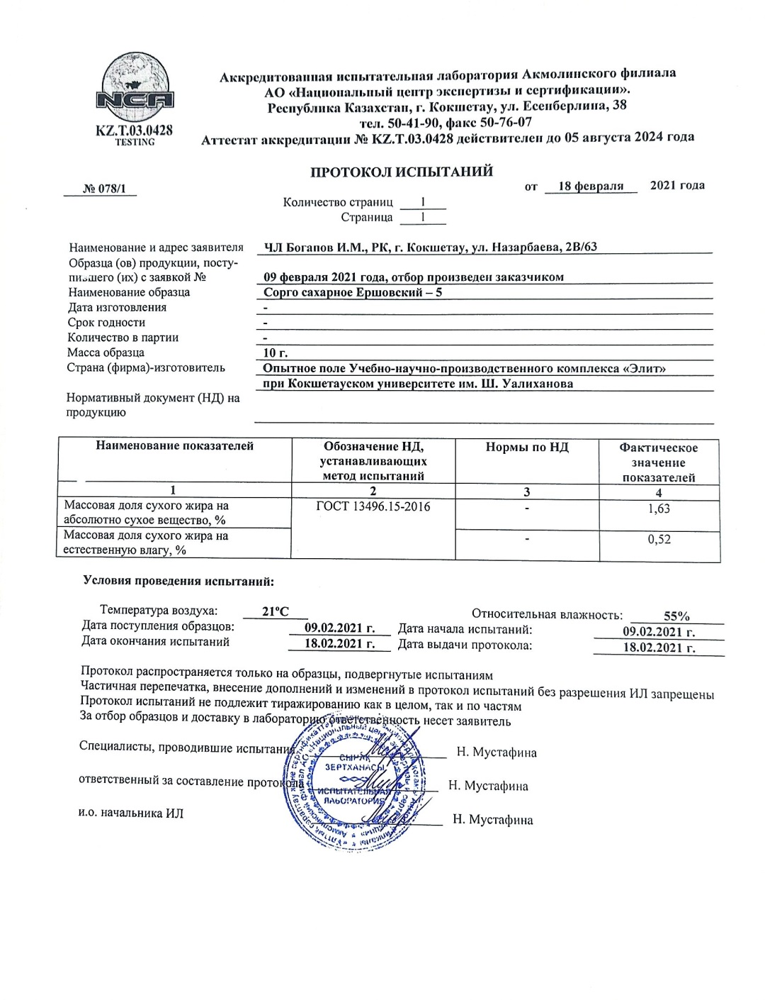 NCA
KZ.T.03.0428
TESTING
Аккредитованная испытательная лаборатория Акмолинского филиала
АО «Национальный центр экспертизы и сертификации».
Республика Казахстан, г. Кокшетау, ул. Есенберлина, 38
тел. 50-41-90, факс 50-76-07
Аттестат аккредитации № KZ.T.03.0428 действителен до 05 августа 2024 года
ПРОТОКОЛ ИСПЫТАНИЙ
№ 078/1 от 18 февраля 2021 года
Количество страниц 1
Страница 1
Наименование и адрес заявителя ЧЛ Богапов И.М., РК, г. Кокшетау, ул. Назарбаева, 2В/63
Образца (ов) продукции, посту-
пившего (их) с заявкой № 09 февраля 2021 года, отбор произведен заказчиком
Наименование образца Сорго сахарное Ершовский – 5
Дата изготовления -
Срок годности -
Количество в партии -
Масса образца 10 г.
Страна (фирма)-изготовитель Опытное поле Учебно-научно-производственного комплекса «Элит»
при Кокшетауском университете им. Ш. Уалиханова
Нормативный документ (НД) на
продукцию
Наименование показателей Обозначение НД, устанавливающих метод испытаний Нормы по НД Фактическое значение показателей
1 2 3 4
Массовая доля сухого жира на абсолютно сухое вещество, % ГОСТ 13496.15-2016 - 1,63
Массовая доля сухого жира на естественную влагу, % - 0,52
Условия проведения испытаний:
Температура воздуха: 21ºС Относительная влажность: 55%
Дата поступления образцов: 09.02.2021 г. Дата начала испытаний: 09.02.2021 г.
Дата окончания испытаний 18.02.2021 г. Дата выдачи протокола: 18.02.2021 г.
Протокол распространяется только на образцы, подвергнутые испытаниям
Частичная перепечатка, внесение дополнений и изменений в протокол испытаний без разрешения ИЛ запрещены
Протокол испытаний не подлежит тиражированию как в целом, так и по частям
За отбор образцов и доставку в лабораторию ответственность несет заявитель
Специалисты, проводившие испытания Н. Мустафина
ответственный за составление протокола Н. Мустафина
и.о. начальника ИЛ Н. Мустафина
СЫНАҚ
ЗЕРТХАНАСЫ
ИСПЫТАТЕЛЬНАЯ
ЛАБОРАТОРИЯ